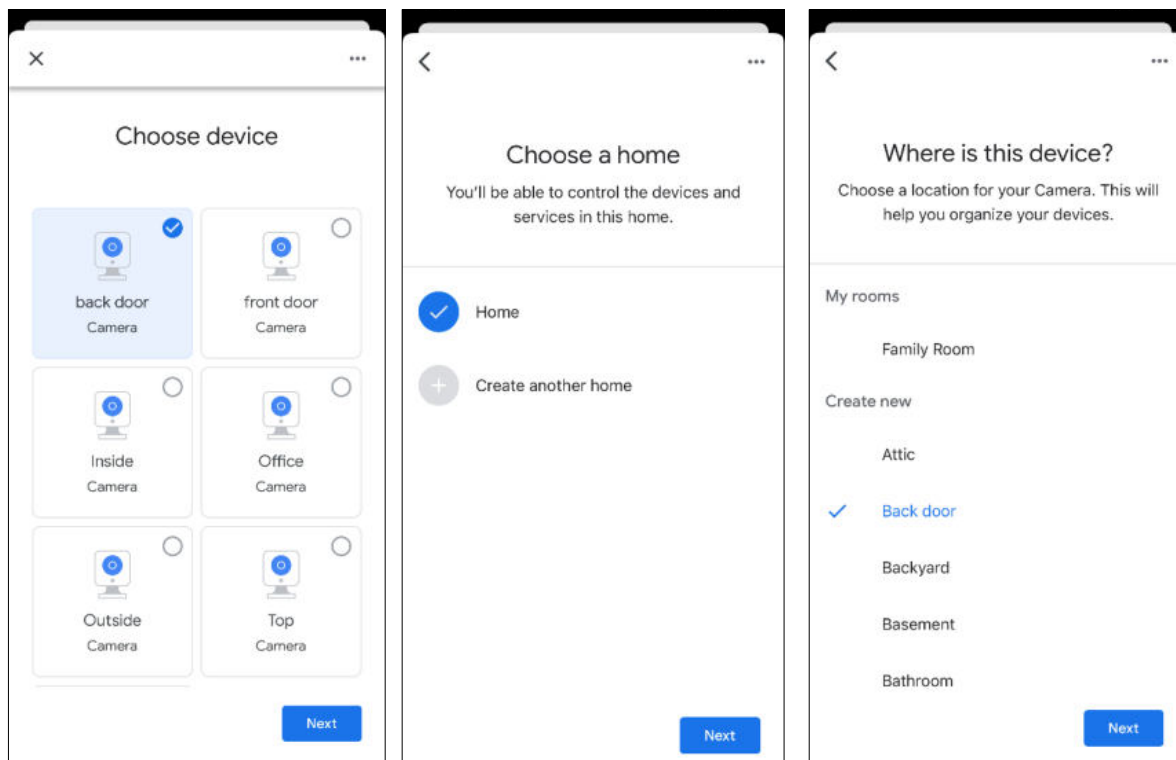 Choose device
back door
Camera
front door
Camera
Inside
Camera
Office
Camera
Outside
Camera
Top
Camera
Next
Choose a home
You'll be able to control the devices and
services in this home.
Home
Create another home
Next
Where is this device?
Choose a location for your Camera. This will
help you organize your devices.
My rooms
Family Room
Create new
Attic
Back door
Backyard
Basement
Bathroom
Next